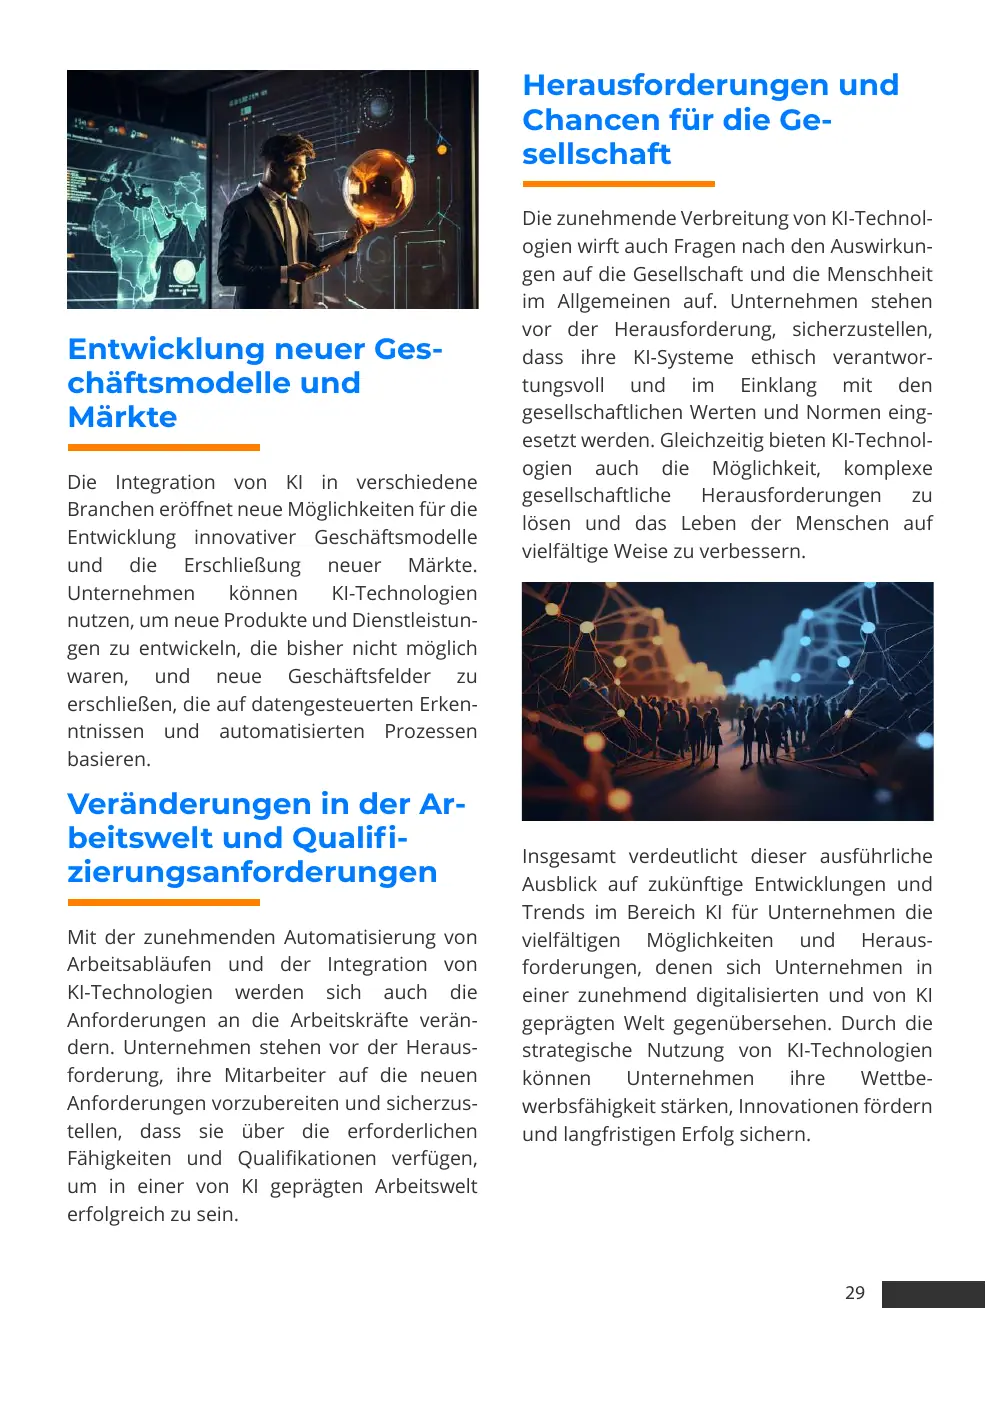 Entwicklung neuer Ges-
chäftsmodelle und
Märkte
Die Integration von KI in verschiedene
Branchen eröffnet neue Möglichkeiten für die
Entwicklung innovativer Geschäftsmodelle
und die Erschließung neuer Märkte.
Unternehmen können KI-Technologien
nutzen, um neue Produkte und Dienstleistun-
gen zu entwickeln, die bisher nicht möglich
waren, und neue Geschäftsfelder zu
erschließen, die auf datengesteuerten Erken-
ntnissen und automatisierten Prozessen
basieren.
Veränderungen in der Ar-
beitswelt und Qualifi-
zierungsanforderungen
Mit der zunehmenden Automatisierung von
Arbeitsabläufen und der Integration von
KI-Technologien werden sich auch die
Anforderungen an die Arbeitskräfte verän-
dern. Unternehmen stehen vor der Heraus-
forderung, ihre Mitarbeiter auf die neuen
Anforderungen vorzubereiten und sicherzus-
tellen, dass sie über die erforderlichen
Fähigkeiten und Qualifikationen verfügen,
um in einer von KI geprägten Arbeitswelt
erfolgreich zu sein.
Herausforderungen und
Chancen für die Ge-
sellschaft
Die zunehmende Verbreitung von KI-Technol-
ogien wirft auch Fragen nach den Auswirkun-
gen auf die Gesellschaft und die Menschheit
im Allgemeinen auf. Unternehmen stehen
vor der Herausforderung, sicherzustellen,
dass ihre KI-Systeme ethisch verantwor-
tungsvoll und im Einklang mit den
gesellschaftlichen Werten und Normen eing-
esetzt werden. Gleichzeitig bieten KI-Technol-
ogien auch die Möglichkeit, komplexe
gesellschaftliche Herausforderungen zu
lösen und das Leben der Menschen auf
vielfältige Weise zu verbessern.
Insgesamt verdeutlicht dieser ausführliche
Ausblick auf zukünftige Entwicklungen und
Trends im Bereich KI für Unternehmen die
vielfältigen Möglichkeiten und Heraus-
forderungen, denen sich Unternehmen in
einer zunehmend digitalisierten und von KI
geprägten Welt gegenübersehen. Durch die
strategische Nutzung von KI-Technologien
können Unternehmen ihre Wettbe-
werbsfähigkeit stärken, Innovationen fördern
und langfristigen Erfolg sichern.
29